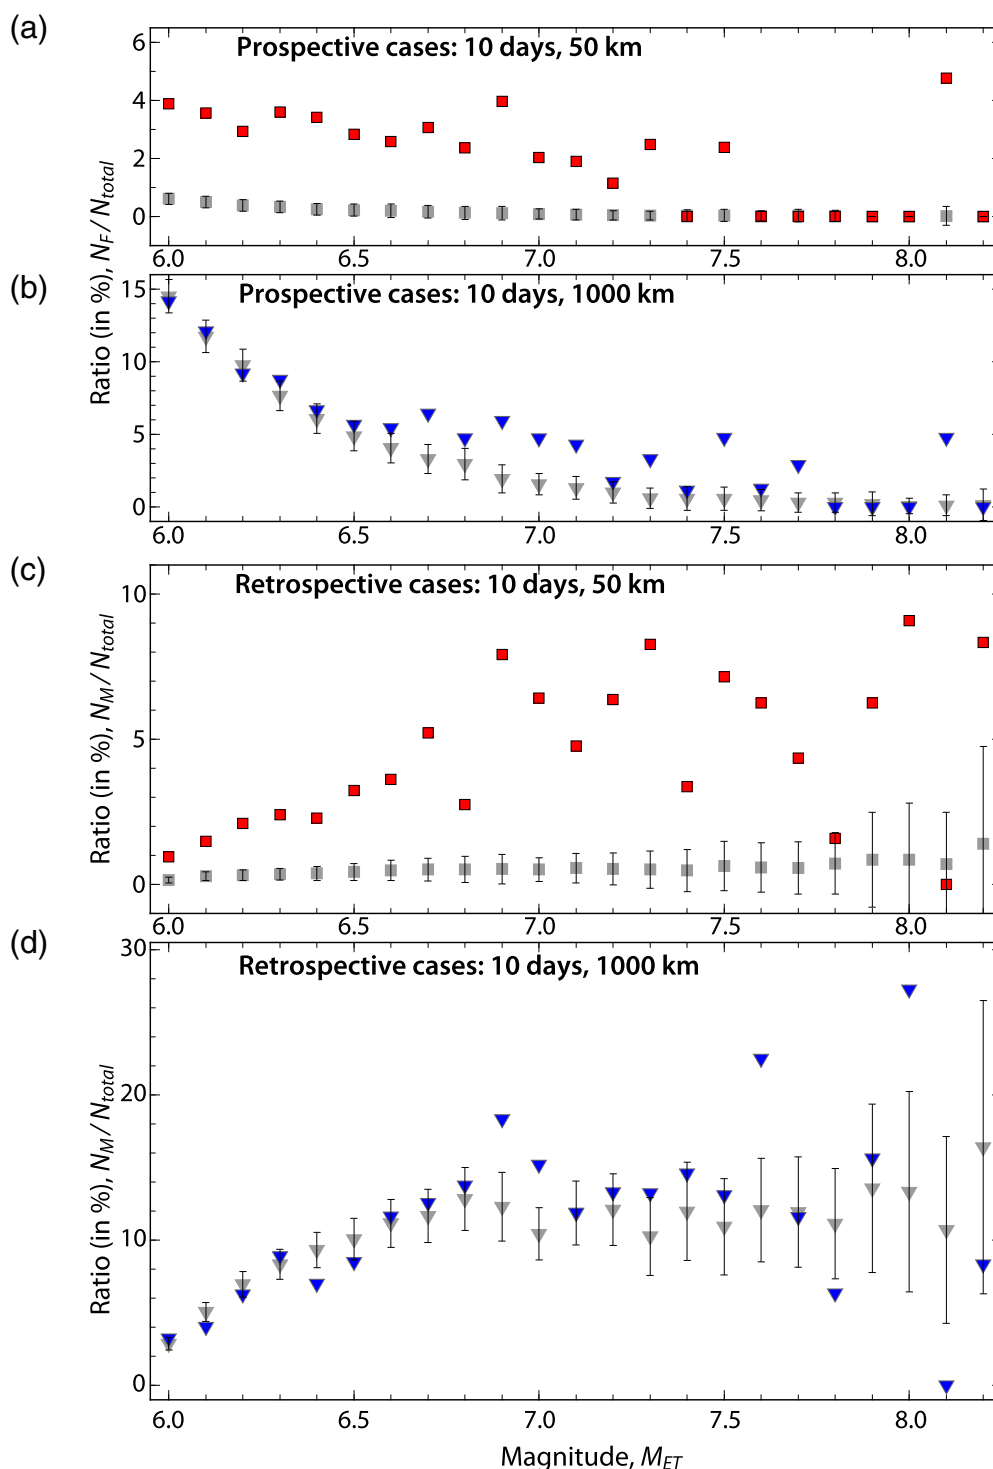 (a)
Prospective cases: 10 days, 50 km
6
4
2
0
6.0 6.5 7.0 7.5 8.0
Ratio (in %), N_F / N_total
(b)
Prospective cases: 10 days, 1000 km
15
10
5
0
6.0 6.5 7.0 7.5 8.0
(c)
Retrospective cases: 10 days, 50 km
10
5
0
6.0 6.5 7.0 7.5 8.0
Ratio (in %), N_M / N_total
(d)
Retrospective cases: 10 days, 1000 km
30
20
10
0
6.0 6.5 7.0 7.5 8.0
Ratio (in %), N_M / N_total
Magnitude, M_ET